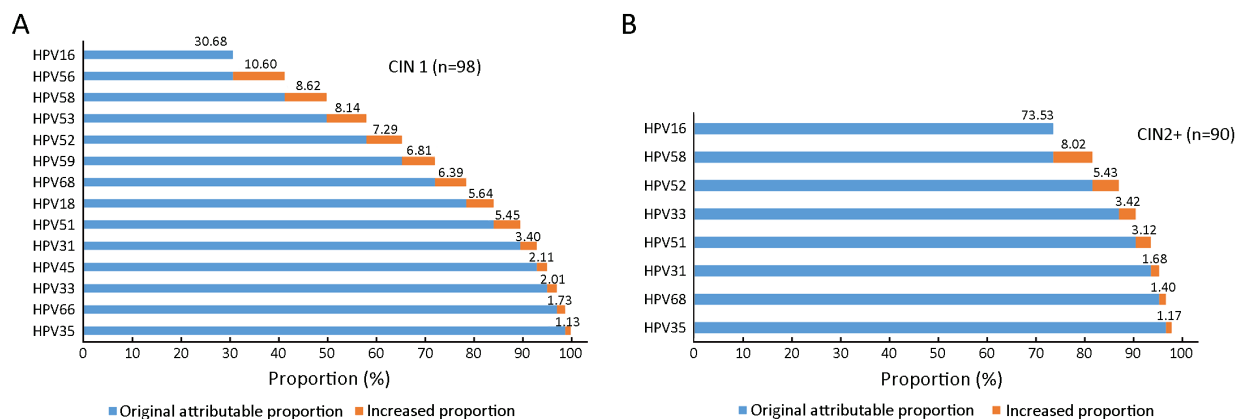 A
HPV16 30.68
HPV56 10.60
HPV58 8.62
HPV53 8.14
HPV52 7.29
HPV59 6.81
HPV68 6.39
HPV18 5.64
HPV51 5.45
HPV31 3.40
HPV45 2.11
HPV33 2.01
HPV66 1.73
HPV35 1.13
CIN 1 (n=98)
0 10 20 30 40 50 60 70 80 90 100
Proportion (%)
Original attributable proportion Increased proportion
B
HPV16 73.53
HPV58 8.02
HPV52 5.43
HPV33 3.42
HPV51 3.12
HPV31 1.68
HPV68 1.40
HPV35 1.17
CIN2+ (n=90)
0 10 20 30 40 50 60 70 80 90 100
Proportion (%)
Original attributable proportion Increased proportion